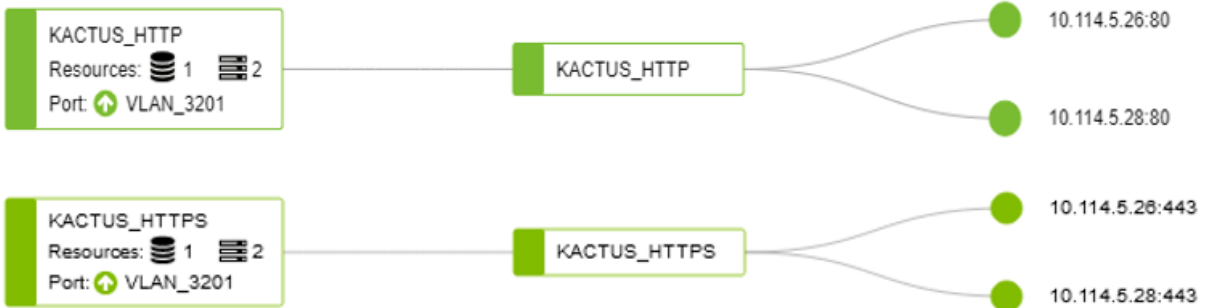 KACTUS_HTTP
Resources: 1 2
Port: VLAN_3201
KACTUS_HTTP
10.114.5.26:80
10.114.5.28:80
KACTUS_HTTPS
Resources: 1 2
Port: VLAN_3201
KACTUS_HTTPS
10.114.5.26:443
10.114.5.28:443